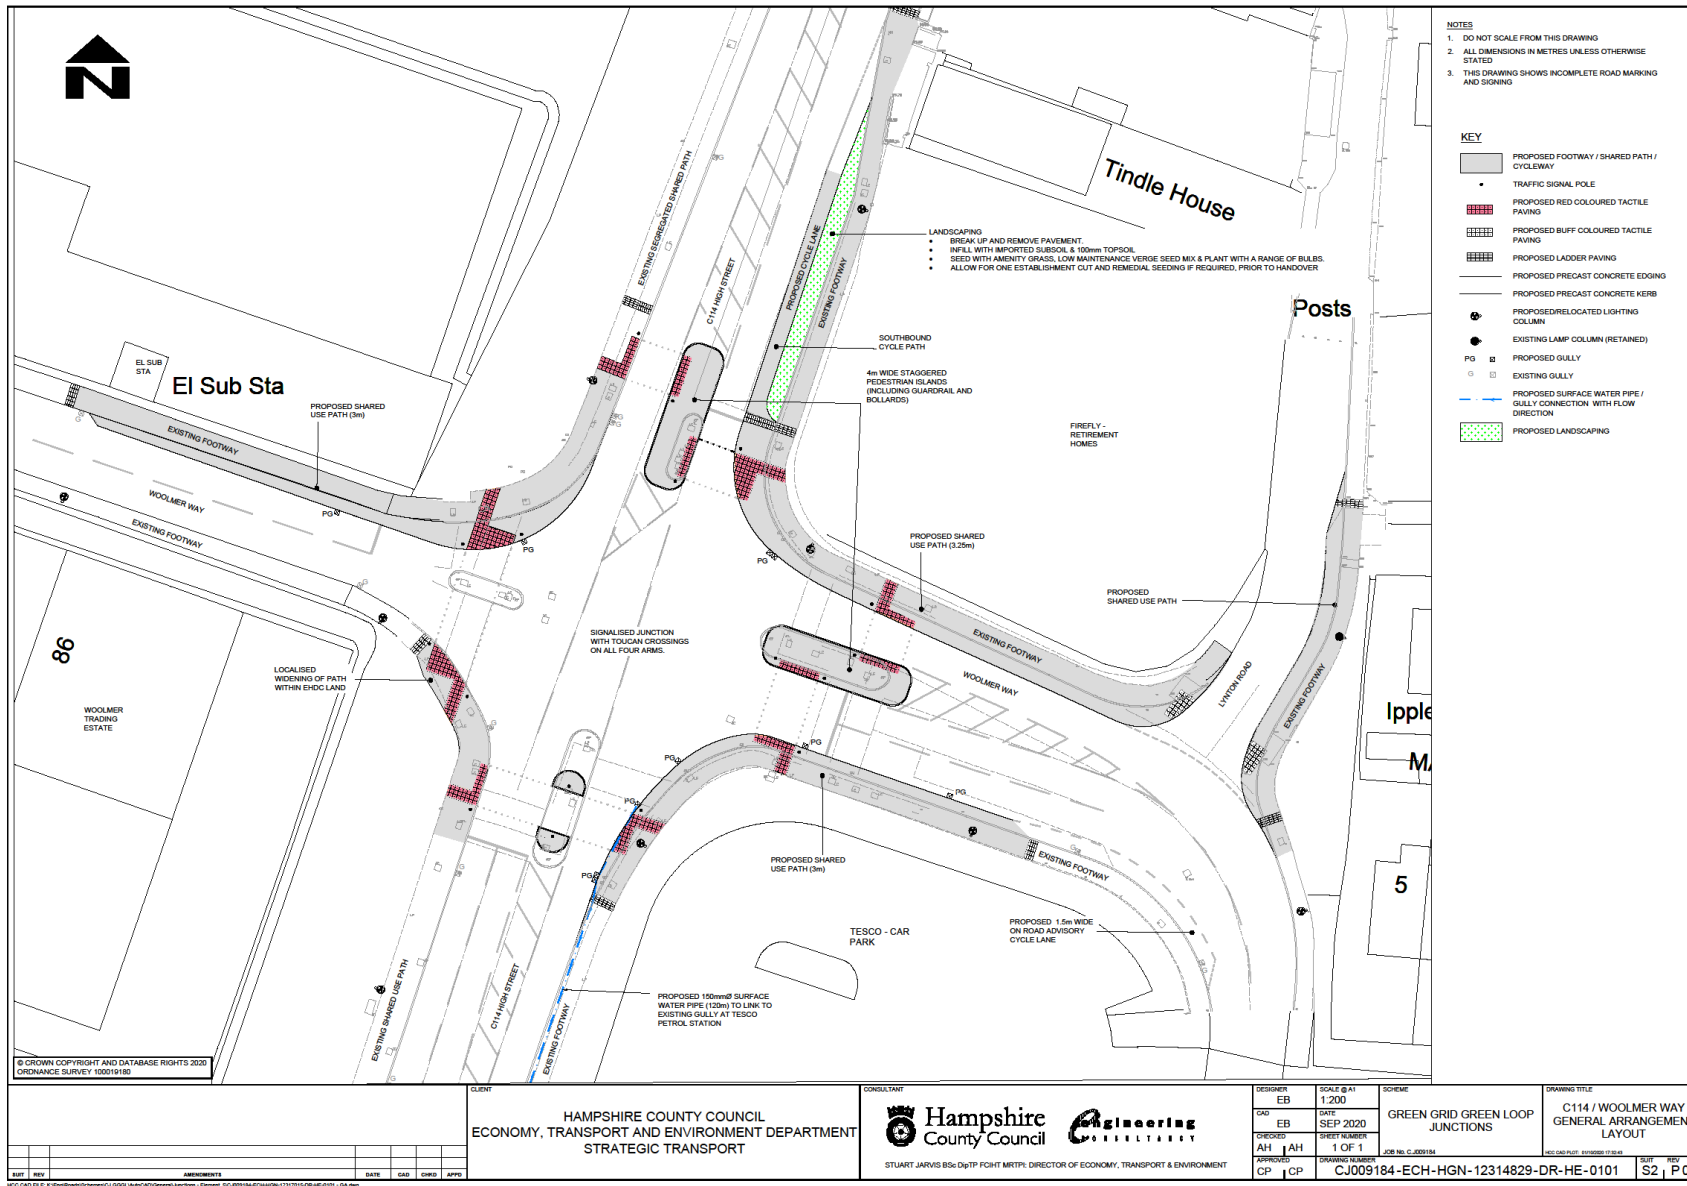 NOTES
1. DO NOT SCALE FROM THIS DRAWING
2. ALL DIMENSIONS IN METRES UNLESS OTHERWISE
STATED
3. THIS DRAWING SHOWS INCOMPLETE ROAD MARKING
AND SIGNING
KEY
PROPOSED FOOTWAY / SHARED PATH /
CYCLEWAY
TRAFFIC SIGNAL POLE
PROPOSED RED COLOURED TACTILE
PAVING
PROPOSED BUFF COLOURED TACTILE
PAVING
PROPOSED LADDER PAVING
PROPOSED PRECAST CONCRETE EDGING
PROPOSED PRECAST CONCRETE KERB
PROPOSED/RELOCATED LIGHTING
COLUMN
EXISTING LAMP COLUMN (RETAINED)
PG PROPOSED GULLY
G EXISTING GULLY
PROPOSED SURFACE WATER PIPE /
GULLY CONNECTION WITH FLOW
DIRECTION
PROPOSED LANDSCAPING
N
Tindle House
EXISTING SEGREGATED SHARED PATH
C114 HIGH STREET
PROPOSED CYCLE LANE
EXISTING FOOTWAY
LANDSCAPING
• BREAK UP AND REMOVE PAVEMENT.
• INFILL WITH IMPORTED SUBSOIL & 100mm TOPSOIL
• SEED WITH AMENITY GRASS, LOW MAINTENANCE VERGE SEED MIX & PLANT WITH A RANGE OF BULBS.
• ALLOW FOR ONE ESTABLISHMENT CUT AND REMEDIAL SEEDING IF REQUIRED, PRIOR TO HANDOVER
Posts
SOUTHBOUND
CYCLE PATH
4m WIDE STAGGERED
PEDESTRIAN ISLANDS
(INCLUDING GUARDRAIL AND
BOLLARDS)
EL SUB
STA
El Sub Sta
PROPOSED SHARED
USE PATH (3m)
EXISTING FOOTWAY
WOOLMER WAY
EXISTING FOOTWAY
PG
PG
FIREFLY -
RETIREMENT
HOMES
PROPOSED SHARED
USE PATH (3.25m)
PG
PROPOSED
SHARED USE PATH
SIGNALISED JUNCTION
WITH TOUCAN CROSSINGS
ON ALL FOUR ARMS.
EXISTING FOOTWAY
WOOLMER WAY
LYNTON ROAD
EXISTING FOOTWAY
98
LOCALISED
WIDENING OF PATH
WITHIN EHDC LAND
WOOLMER
TRADING
ESTATE
Ipple
M
PG
PG
PG
PG
PG
PROPOSED SHARED
USE PATH (3m)
EXISTING FOOTWAY
5
TESCO - CAR
PARK
PROPOSED 1.5m WIDE
ON ROAD ADVISORY
CYCLE LANE
PROPOSED 150mmØ SURFACE
WATER PIPE (120m) TO LINK TO
EXISTING GULLY AT TESCO
PETROL STATION
EXISTING SHARED USE PATH
C114 HIGH STREET
EXISTING FOOTWAY
© CROWN COPYRIGHT AND DATABASE RIGHTS 2020
ORDNANCE SURVEY 100019180
SUIT REV AMENDMENTS DATE CAD CHKD APPD
CLIENT
HAMPSHIRE COUNTY COUNCIL
ECONOMY, TRANSPORT AND ENVIRONMENT DEPARTMENT
STRATEGIC TRANSPORT
CONSULTANT
Hampshire
County Council
Engineering
CONSULTANCY
STUART JARVIS BSc DipTP FCIHT MRTPI: DIRECTOR OF ECONOMY, TRANSPORT & ENVIRONMENT
DESIGNER
EB
CAD
EB
CHECKED
AH AH
APPROVED
CP CP
SCALE @ A1
1:200
DATE
SEP 2020
SHEET NUMBER
1 OF 1
SCHEME
GREEN GRID GREEN LOOP
JUNCTIONS
JOB No. CJ009184
DRAWING TITLE
C114 / WOOLMER WAY
GENERAL ARRANGEMEN
LAYOUT
DRAWING NUMBER
CJ009184-ECH-HGN-12314829-DR-HE-0101
SUIT
S2
REV
P0